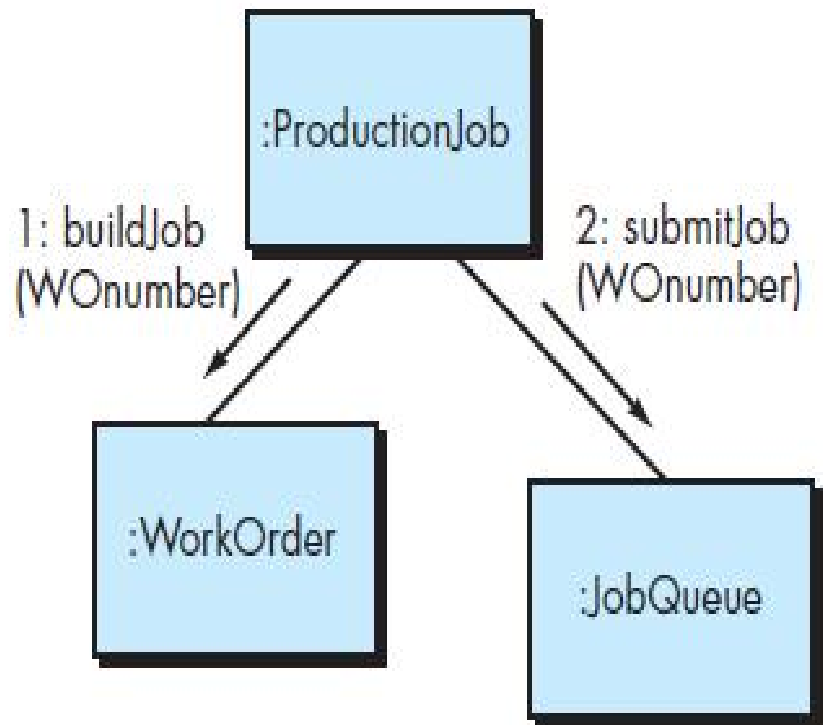 :ProductionJob
1: buildJob
(WOnumber)
2: submitJob
(WOnumber)
:WorkOrder
:JobQueue